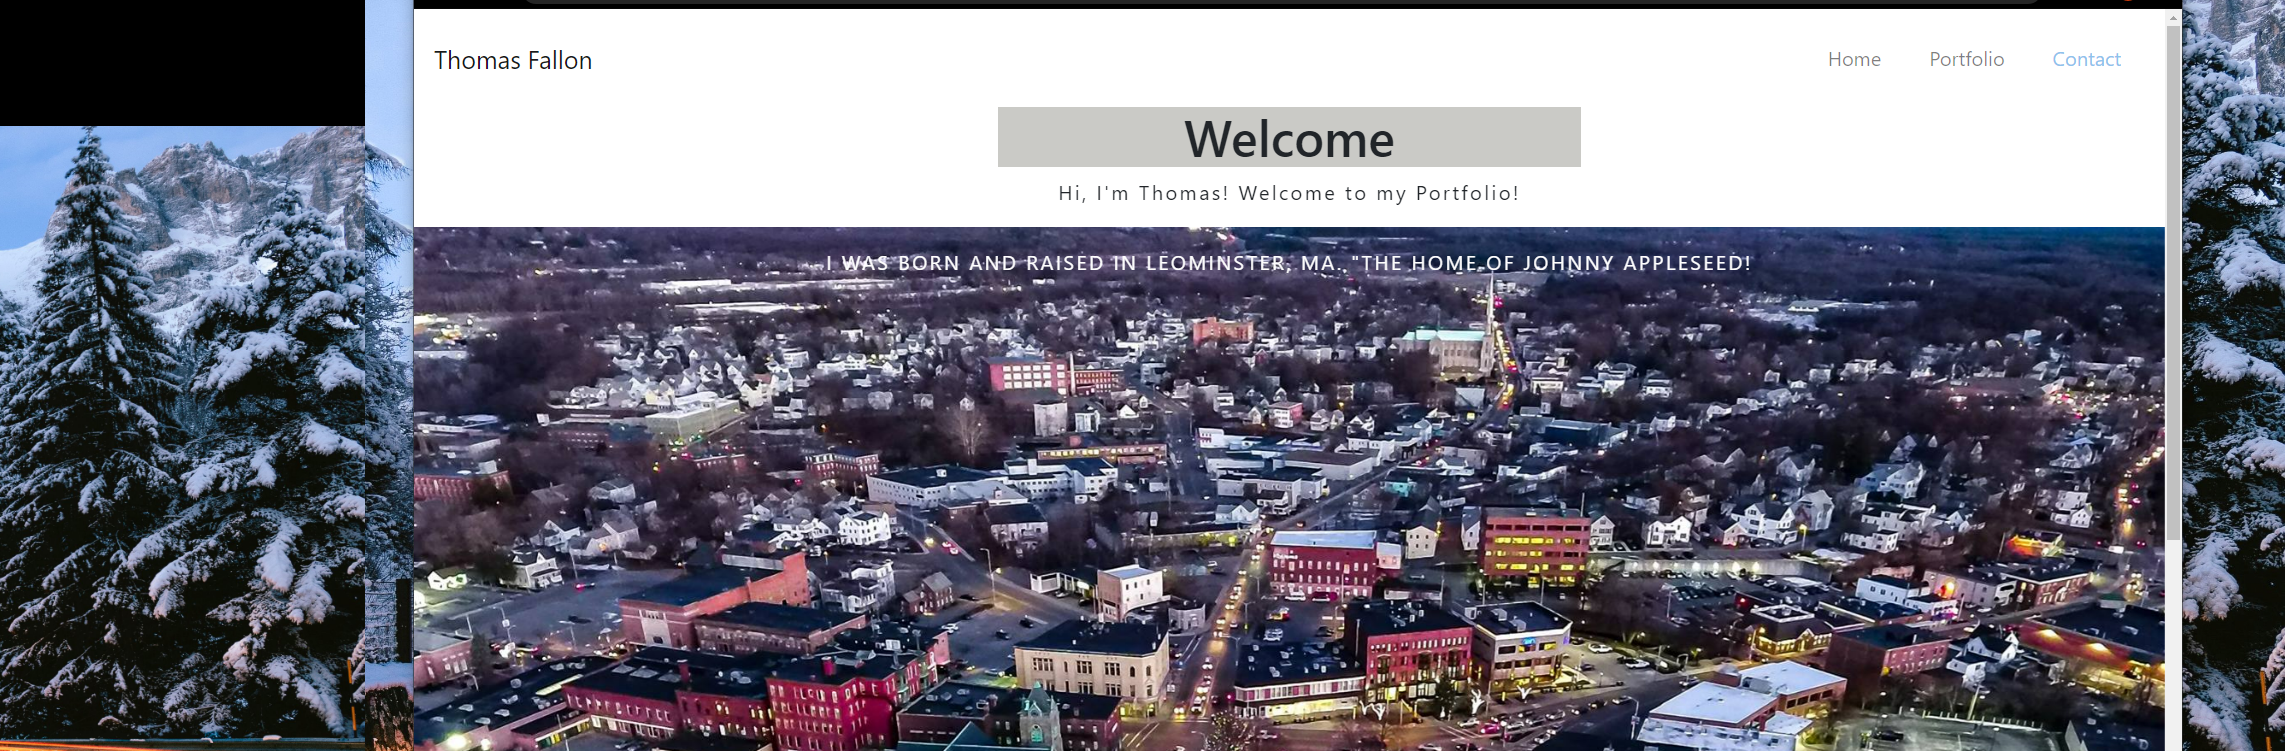 Thomas Fallon
Home Portfolio Contact
Welcome
Hi, I'm Thomas! Welcome to my Portfolio!
I WAS BORN AND RAISED IN LEOMINSTER, MA. "THE HOME OF JOHNNY APPLESEED!